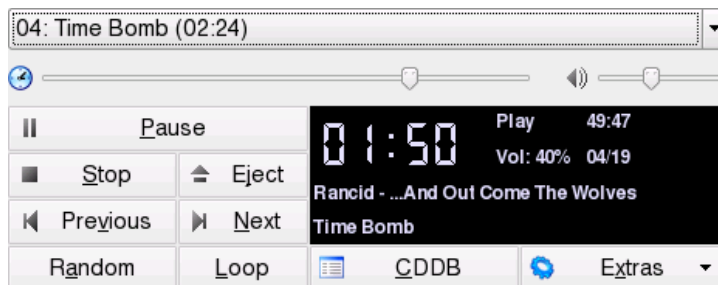 04: Time Bomb (02:24)
Pause
01:50
Play 49:47
Vol: 40% 04/19
Stop Eject
Rancid - ...And Out Come The Wolves
Previous Next
Time Bomb
Random Loop CDDB Extras